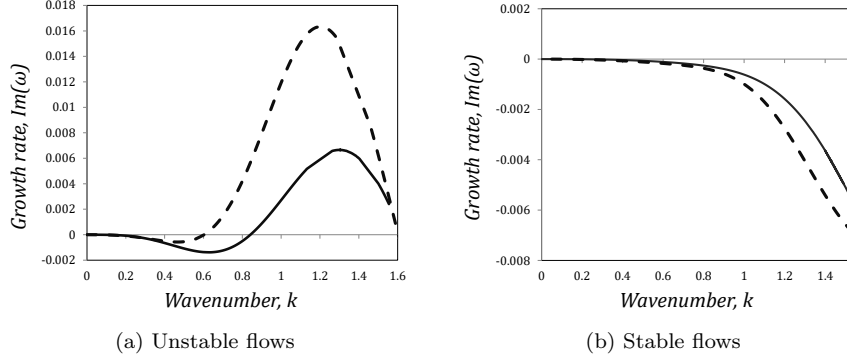 0.018
0.016
0.014
0.012
0.01
0.008
0.006
0.004
0.002
0
-0.002
0 0.2 0.4 0.6 0.8 1 1.2 1.4 1.6
Growth rate, Im(ω)
Wavenumber, k
(a) Unstable flows
0.002
0
-0.002
-0.004
-0.006
-0.008
0 0.2 0.4 0.6 0.8 1 1.2 1.4
Growth rate, Im(ω)
Wavenumber, k
(b) Stable flows